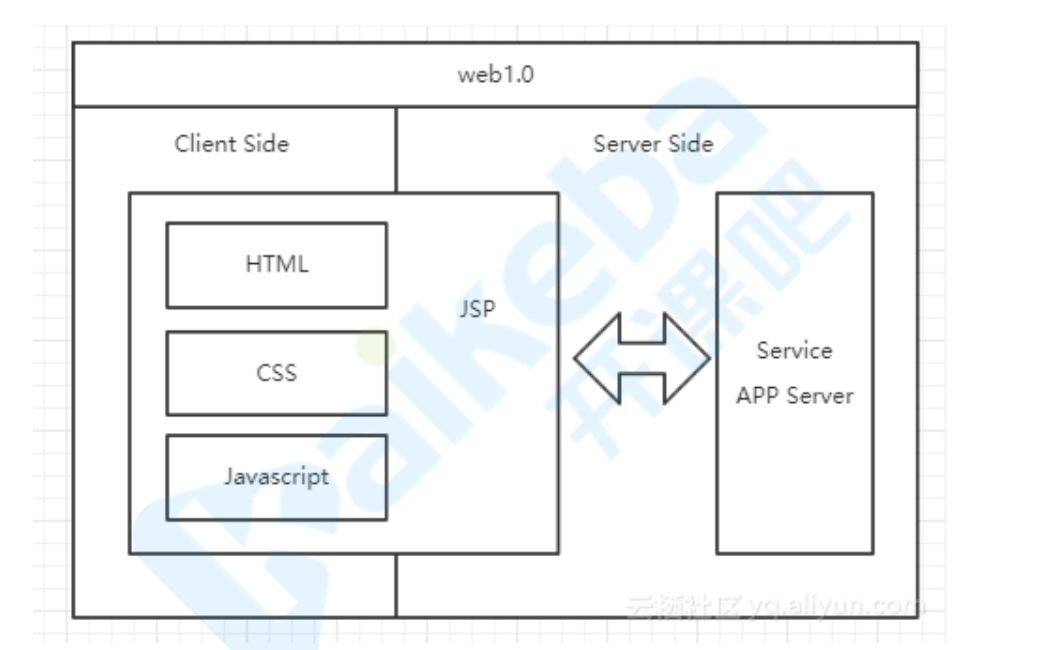 web1.0
Client Side
Server Side
HTML
JSP
CSS
Javascript
Service
APP Server
Kaikeba
开课吧
云栖社区 yq.aliyun.com